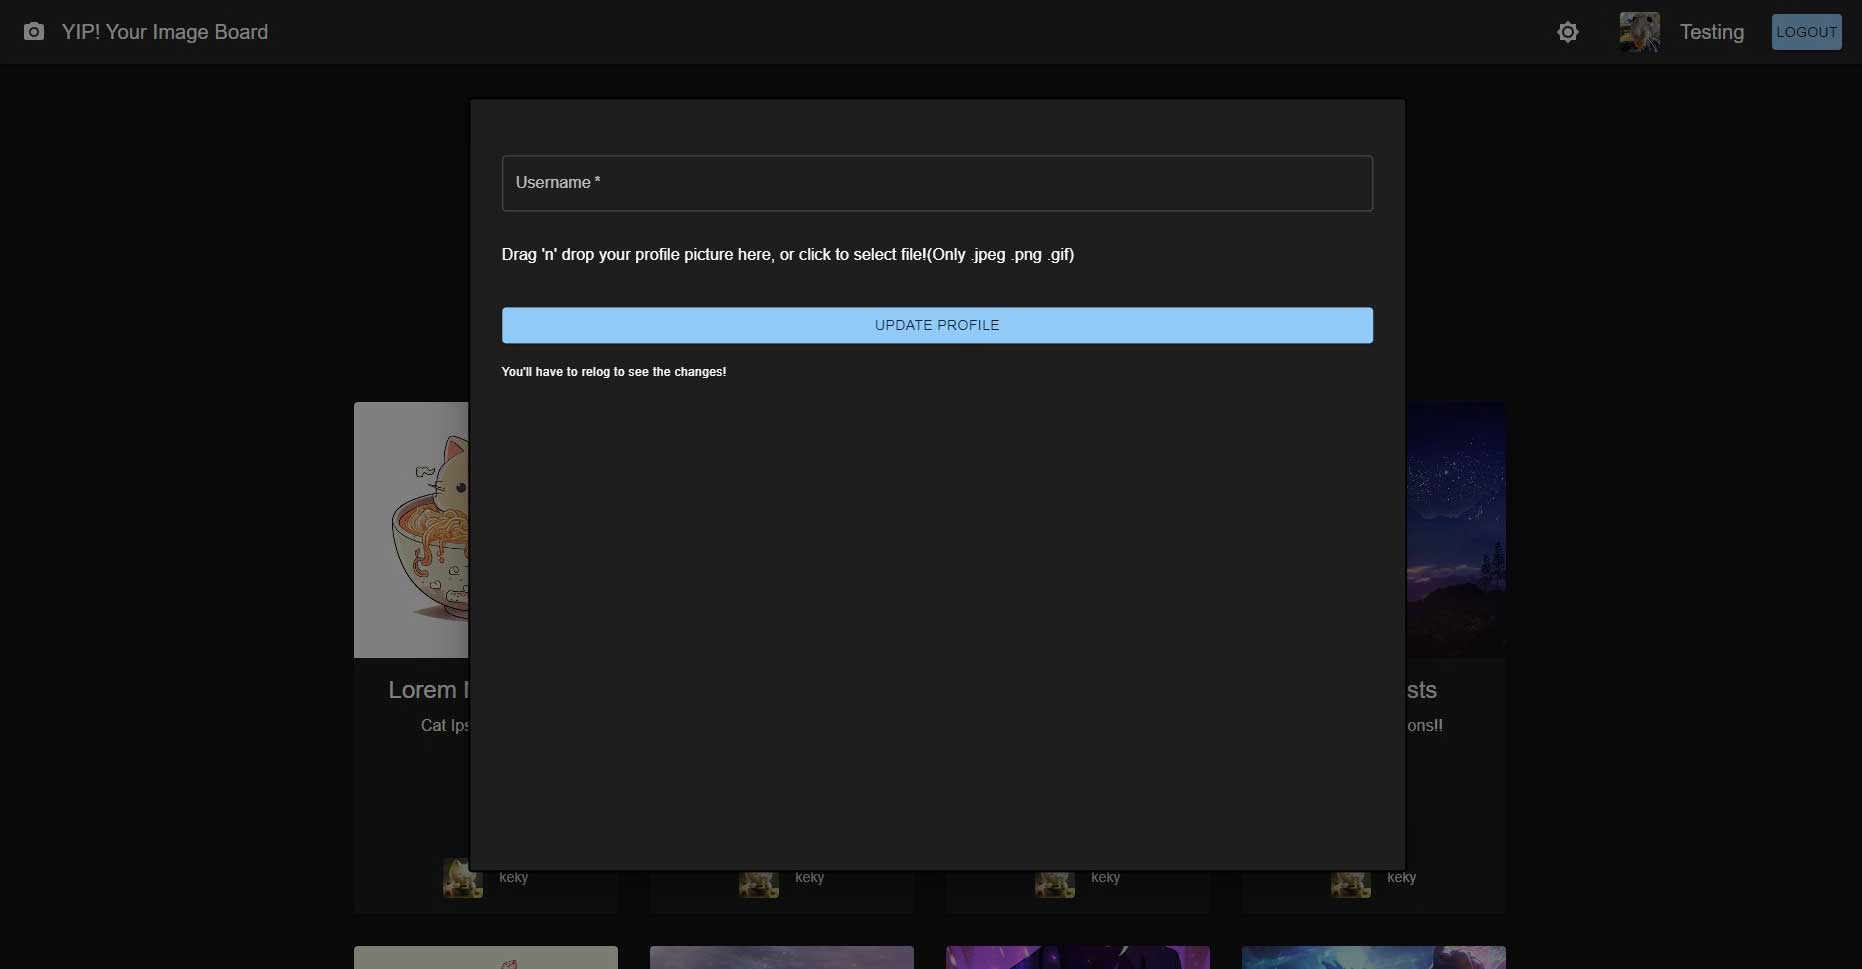 YIP! Your Image Board
Testing
LOGOUT
Username *
Drag 'n' drop your profile picture here, or click to select file!(Only .jpeg .png .gif)
UPDATE PROFILE
You'll have to relog to see the changes!
Lorem
sts
Cat Ips
ons!!
keky
keky
keky
keky